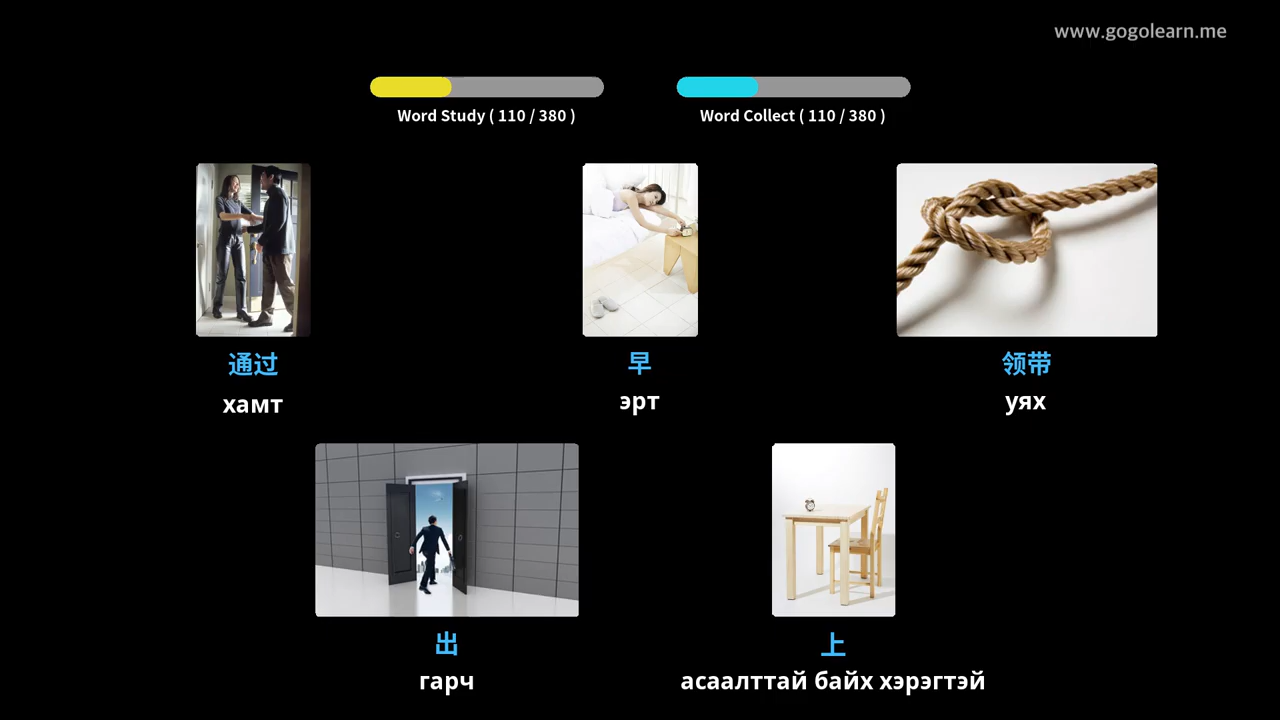 www.gogolearn.me
Word Study ( 110 / 380 )
Word Collect ( 110 / 380 )
通过
хамт
早
эрт
领带
уях
出
гарч
上
асаалттай байх хэрэгтэй